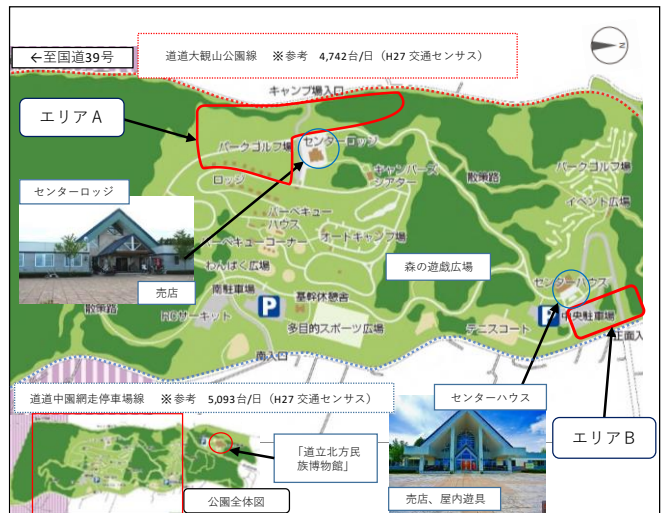 ←至国道39号
道道大観山公園線　※参考　4,742台/日（H27 交通センサス）
N
キャンプ場入口
エリアA
パークゴルフ場
センターロッジ
キャンパーズ
シアター
散策路
パークゴルフ場
イベント広場
ロッジ
センターロッジ
バーベキュー
ハウス
バーベキューコーナー
オートキャンプ場
わんぱく広場
森の遊戯広場
センターハウス
売店
南駐車場
P
基幹休憩舎
P
中央駐車場
散策路
RCサーキット
多目的スポーツ広場
テニスコート
正面入
南入口
道道中園網走停車場線　※参考　5,093台/日（H27 交通センサス）
センターハウス
エリアB
「道立北方民
族博物館」
公園全体図
売店、屋内遊具